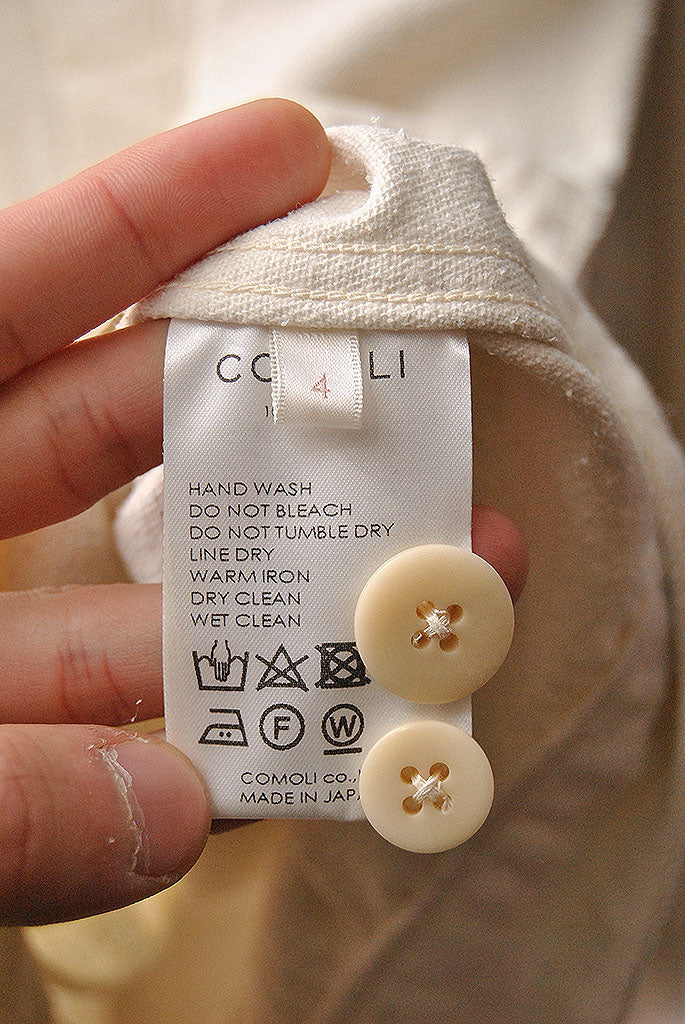 CO LI
4
HAND WASH
DO NOT BLEACH
DO NOT TUMBLE DRY
LINE DRY
WARM IRON
DRY CLEAN
WET CLEAN
F W
COMOLI co.,
MADE IN JAPA